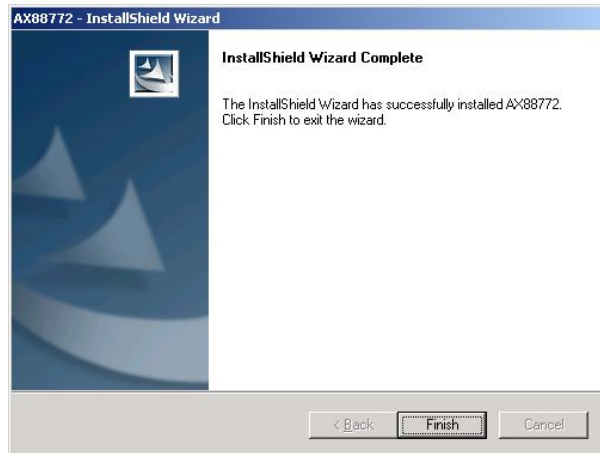 AX88772 - InstallShield Wizard
InstallShield Wizard Complete
The InstallShield Wizard has successfully installed AX88772.
Click Finish to exit the wizard.
< Back
Finish
Cancel